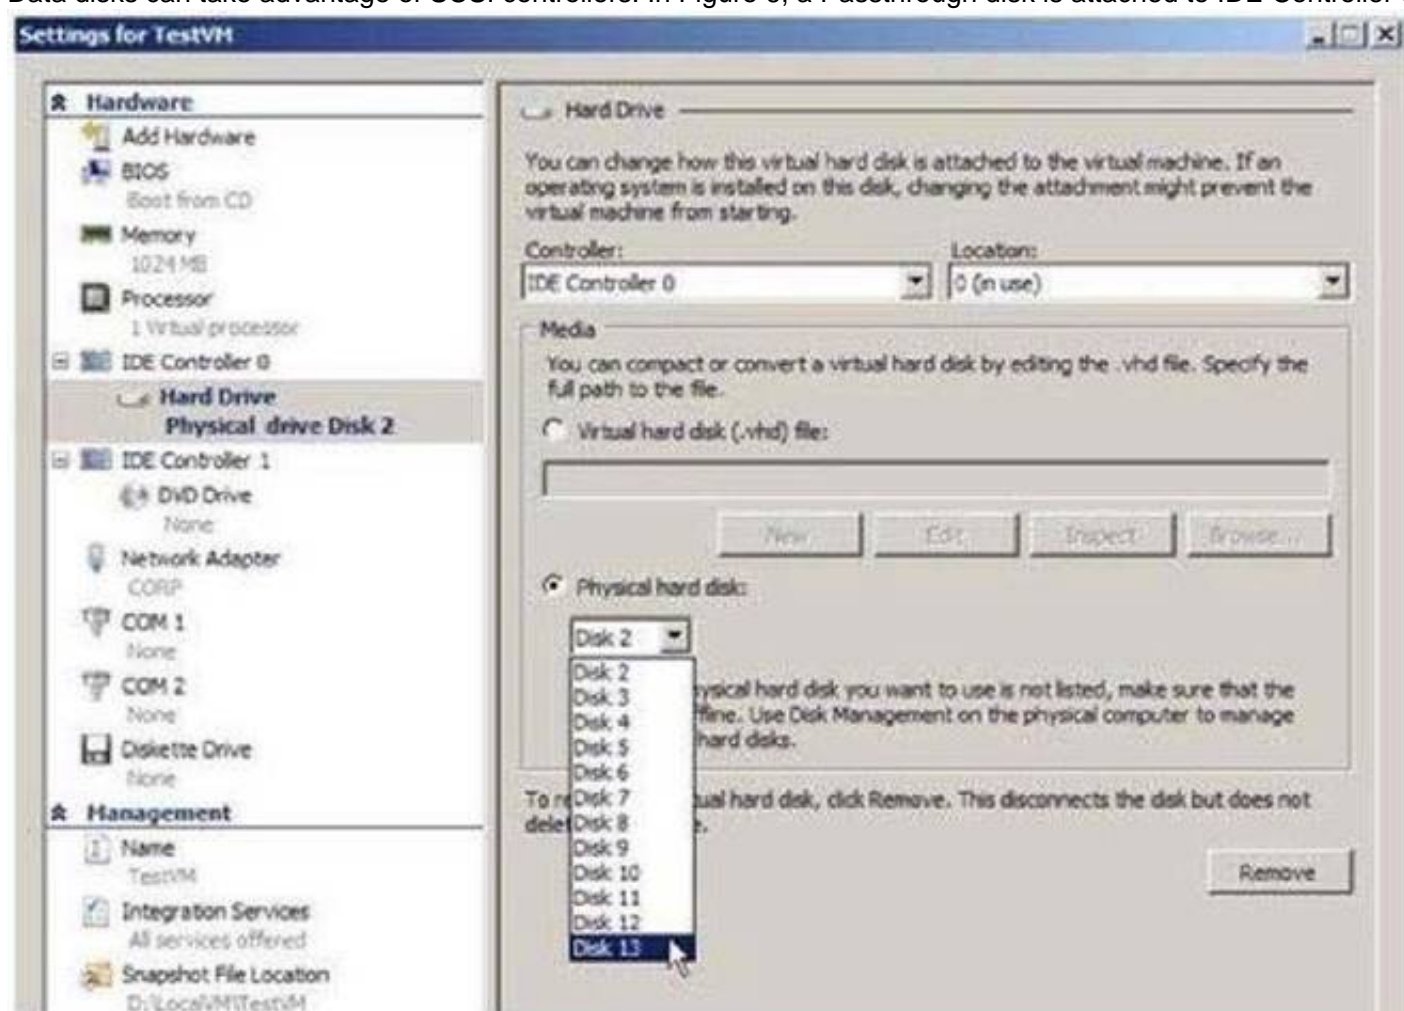 Data disks can take advantage of SCSI controllers. In Figure 3, a Passthrough disk is attached to IDE Controller
Settings for TestVM
Hardware
Add Hardware
BIOS
Boot from CD
Memory
1024 MB
Processor
1 Virtual processor
IDE Controller 0
Hard Drive
Physical drive Disk 2
IDE Controller 1
DVD Drive
None
Network Adapter
CORP
COM 1
None
COM 2
None
Diskette Drive
None
Management
Name
TestVM
Integration Services
All services offered
Snapshot File Location
D:\LocalVM\TestVM
Hard Drive
You can change how this virtual hard disk is attached to the virtual machine. If an
operating system is installed on this disk, changing the attachment might prevent the
virtual machine from starting.
Controller:
Location:
IDE Controller 0
0 (in use)
Media
You can compact or convert a virtual hard disk by editing the .vhd file. Specify the
full path to the file.
Virtual hard disk (.vhd) file:
New
Edit
Inspect
Browse...
Physical hard disk:
Disk 2
Disk 2
Disk 3
Disk 4
Disk 5
Disk 6
Disk 7
Disk 8
Disk 9
Disk 10
Disk 11
Disk 12
Disk 13
ysical hard disk you want to use is not listed, make sure that the
ffline. Use Disk Management on the physical computer to manage
hard disks.
To re ual hard disk, click Remove. This disconnects the disk but does not
delet e.
Remove